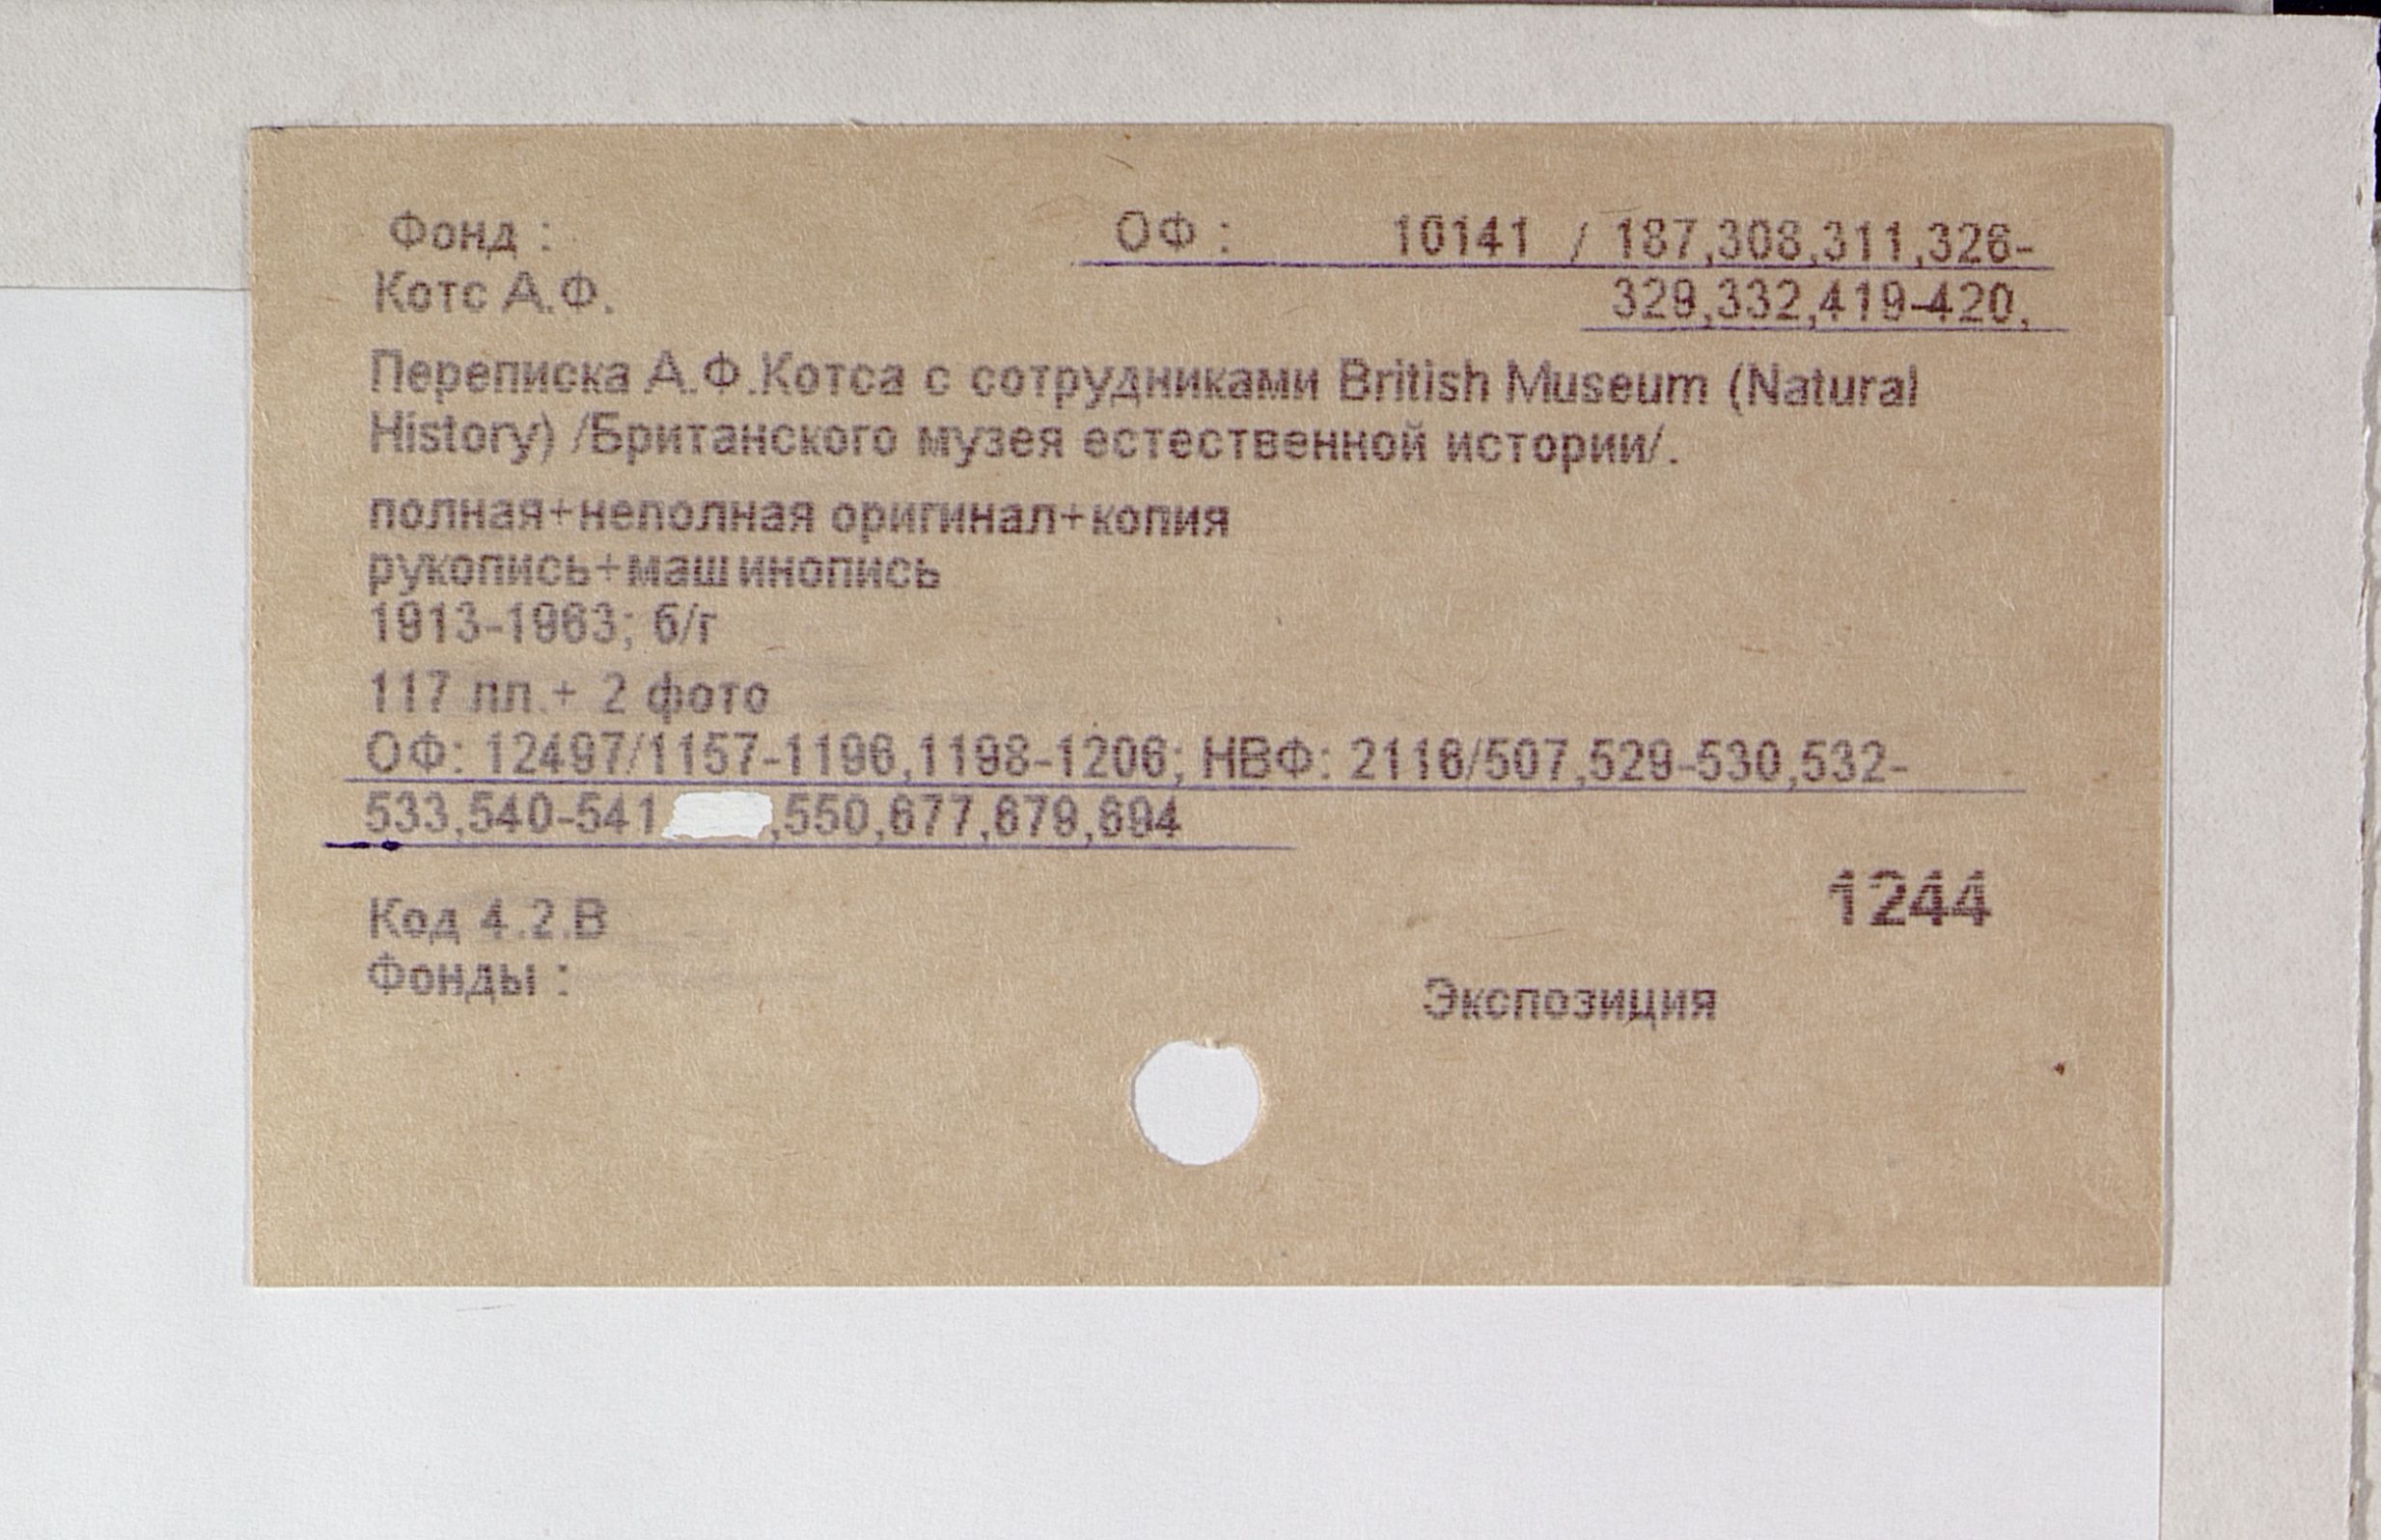 Фонд :
ОФ : 10141 / 187,308,311,326-
Котс А.Ф.
329,332,419-420,
Переписка А.Ф.Котса с сотрудниками British Museum (Natural
History) /Британского музея естественной истории/.
полная+неполная оригинал+копия
рукопись+машинопись
1913-1963; б/г
117 лл.+ 2 фото
ОФ: 12497/1157-1196,1198-1206; НВФ: 2116/507,529-530,532-
533,540-541, ,550,677,679,694
1244
Код 4.2.В
Фонды :
Экспозиция